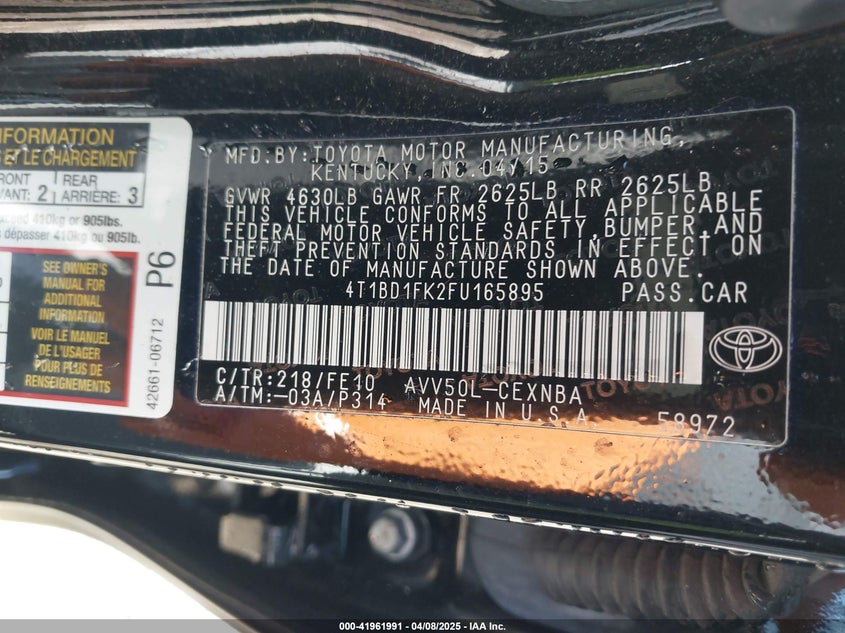 INFORMATION
S ET LE CHARGEMENT
FRONT
VANT: 2
REAR
ARRIÈRE: 3
410kg or 905lbs.
dépasser 410kg ou 905lb.
SEE OWNER'S
MANUAL FOR
ADDITIONAL
INFORMATION
VOIR LE MANUEL
DE L'USAGER
POUR PLUS DE
RENSEIGNEMENTS
P6
42661-06712
MFD.BY:TOYOTA MOTOR MANUFACTURING,
KENTUCKY, INC. 04/15
GVWR 4630LB GAWR FR 2625LB RR 2625LB
THIS VEHICLE CONFORMS TO ALL APPLICABLE
FEDERAL MOTOR VEHICLE SAFETY,BUMPER,AND
THEFT PREVENTION STANDARDS IN EFFECT ON
THE DATE OF MANUFACTURE SHOWN ABOVE.
4T1BD1FK2FU165895 PASS.CAR
C/TR:218/FE10 AVV50L-CEXNBA
A/TM:-03A/P314 MADE IN U.S.A. 58972
000-41961991 / 04/08/2025 - IAA Inc.